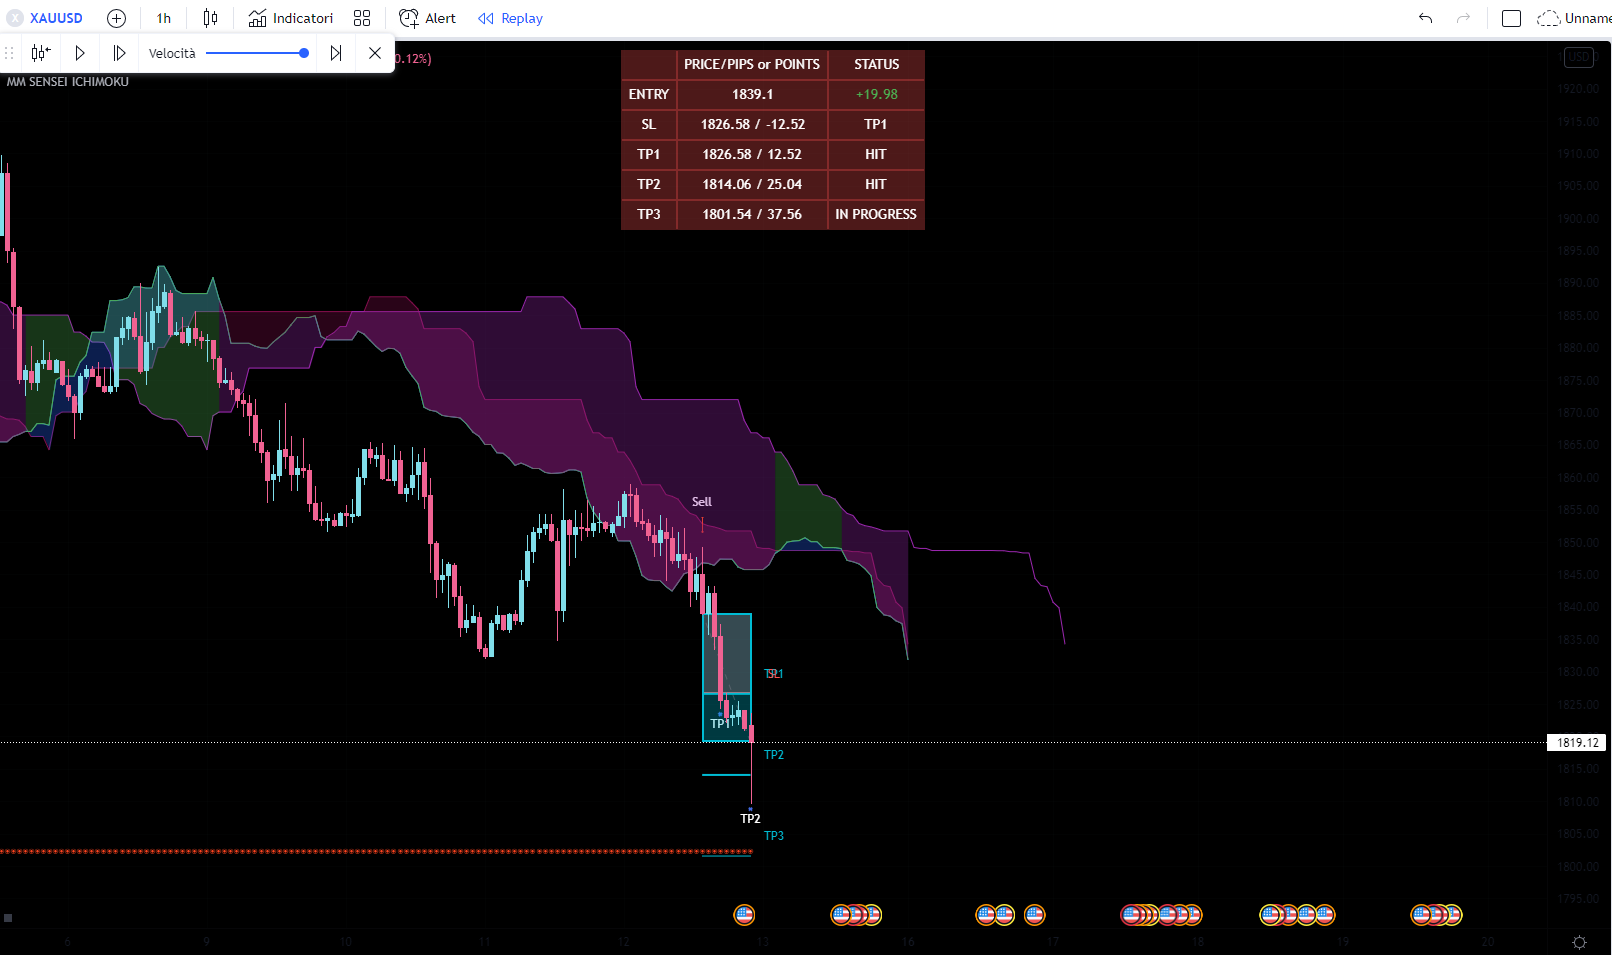 XAUUSD 1h Indicatori Alert Replay Unname
Velocità
0.12%)
MM SENSEI ICHIMOKU
PRICE/PIPS or POINTS STATUS
ENTRY 1839.1 +19.98
SL 1826.58 / -12.52 TP1
TP1 1826.58 / 12.52 HIT
TP2 1814.06 / 25.04 HIT
TP3 1801.54 / 37.56 IN PROGRESS
USD
1920.00
1915.00
1910.00
1905.00
1900.00
1895.00
1890.00
1885.00
1880.00
1875.00
1870.00
1865.00
1860.00
1855.00
1850.00
1845.00
1840.00
1835.00
1830.00
1825.00
1819.12
1815.00
1810.00
1805.00
1800.00
1795.00
Sell
TP1
TP1
TP2
TP2
TP3
6 9 10 11 12 13 16 17 18 19 20